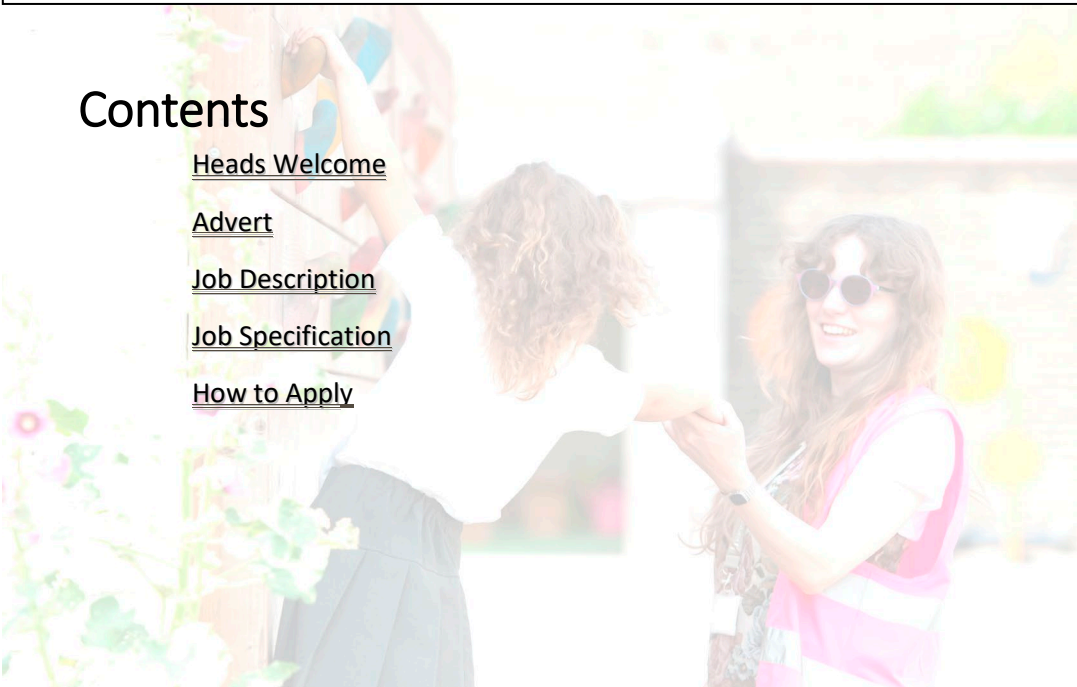 Contents
Heads Welcome
Advert
Job Description
Job Specification
How to Apply